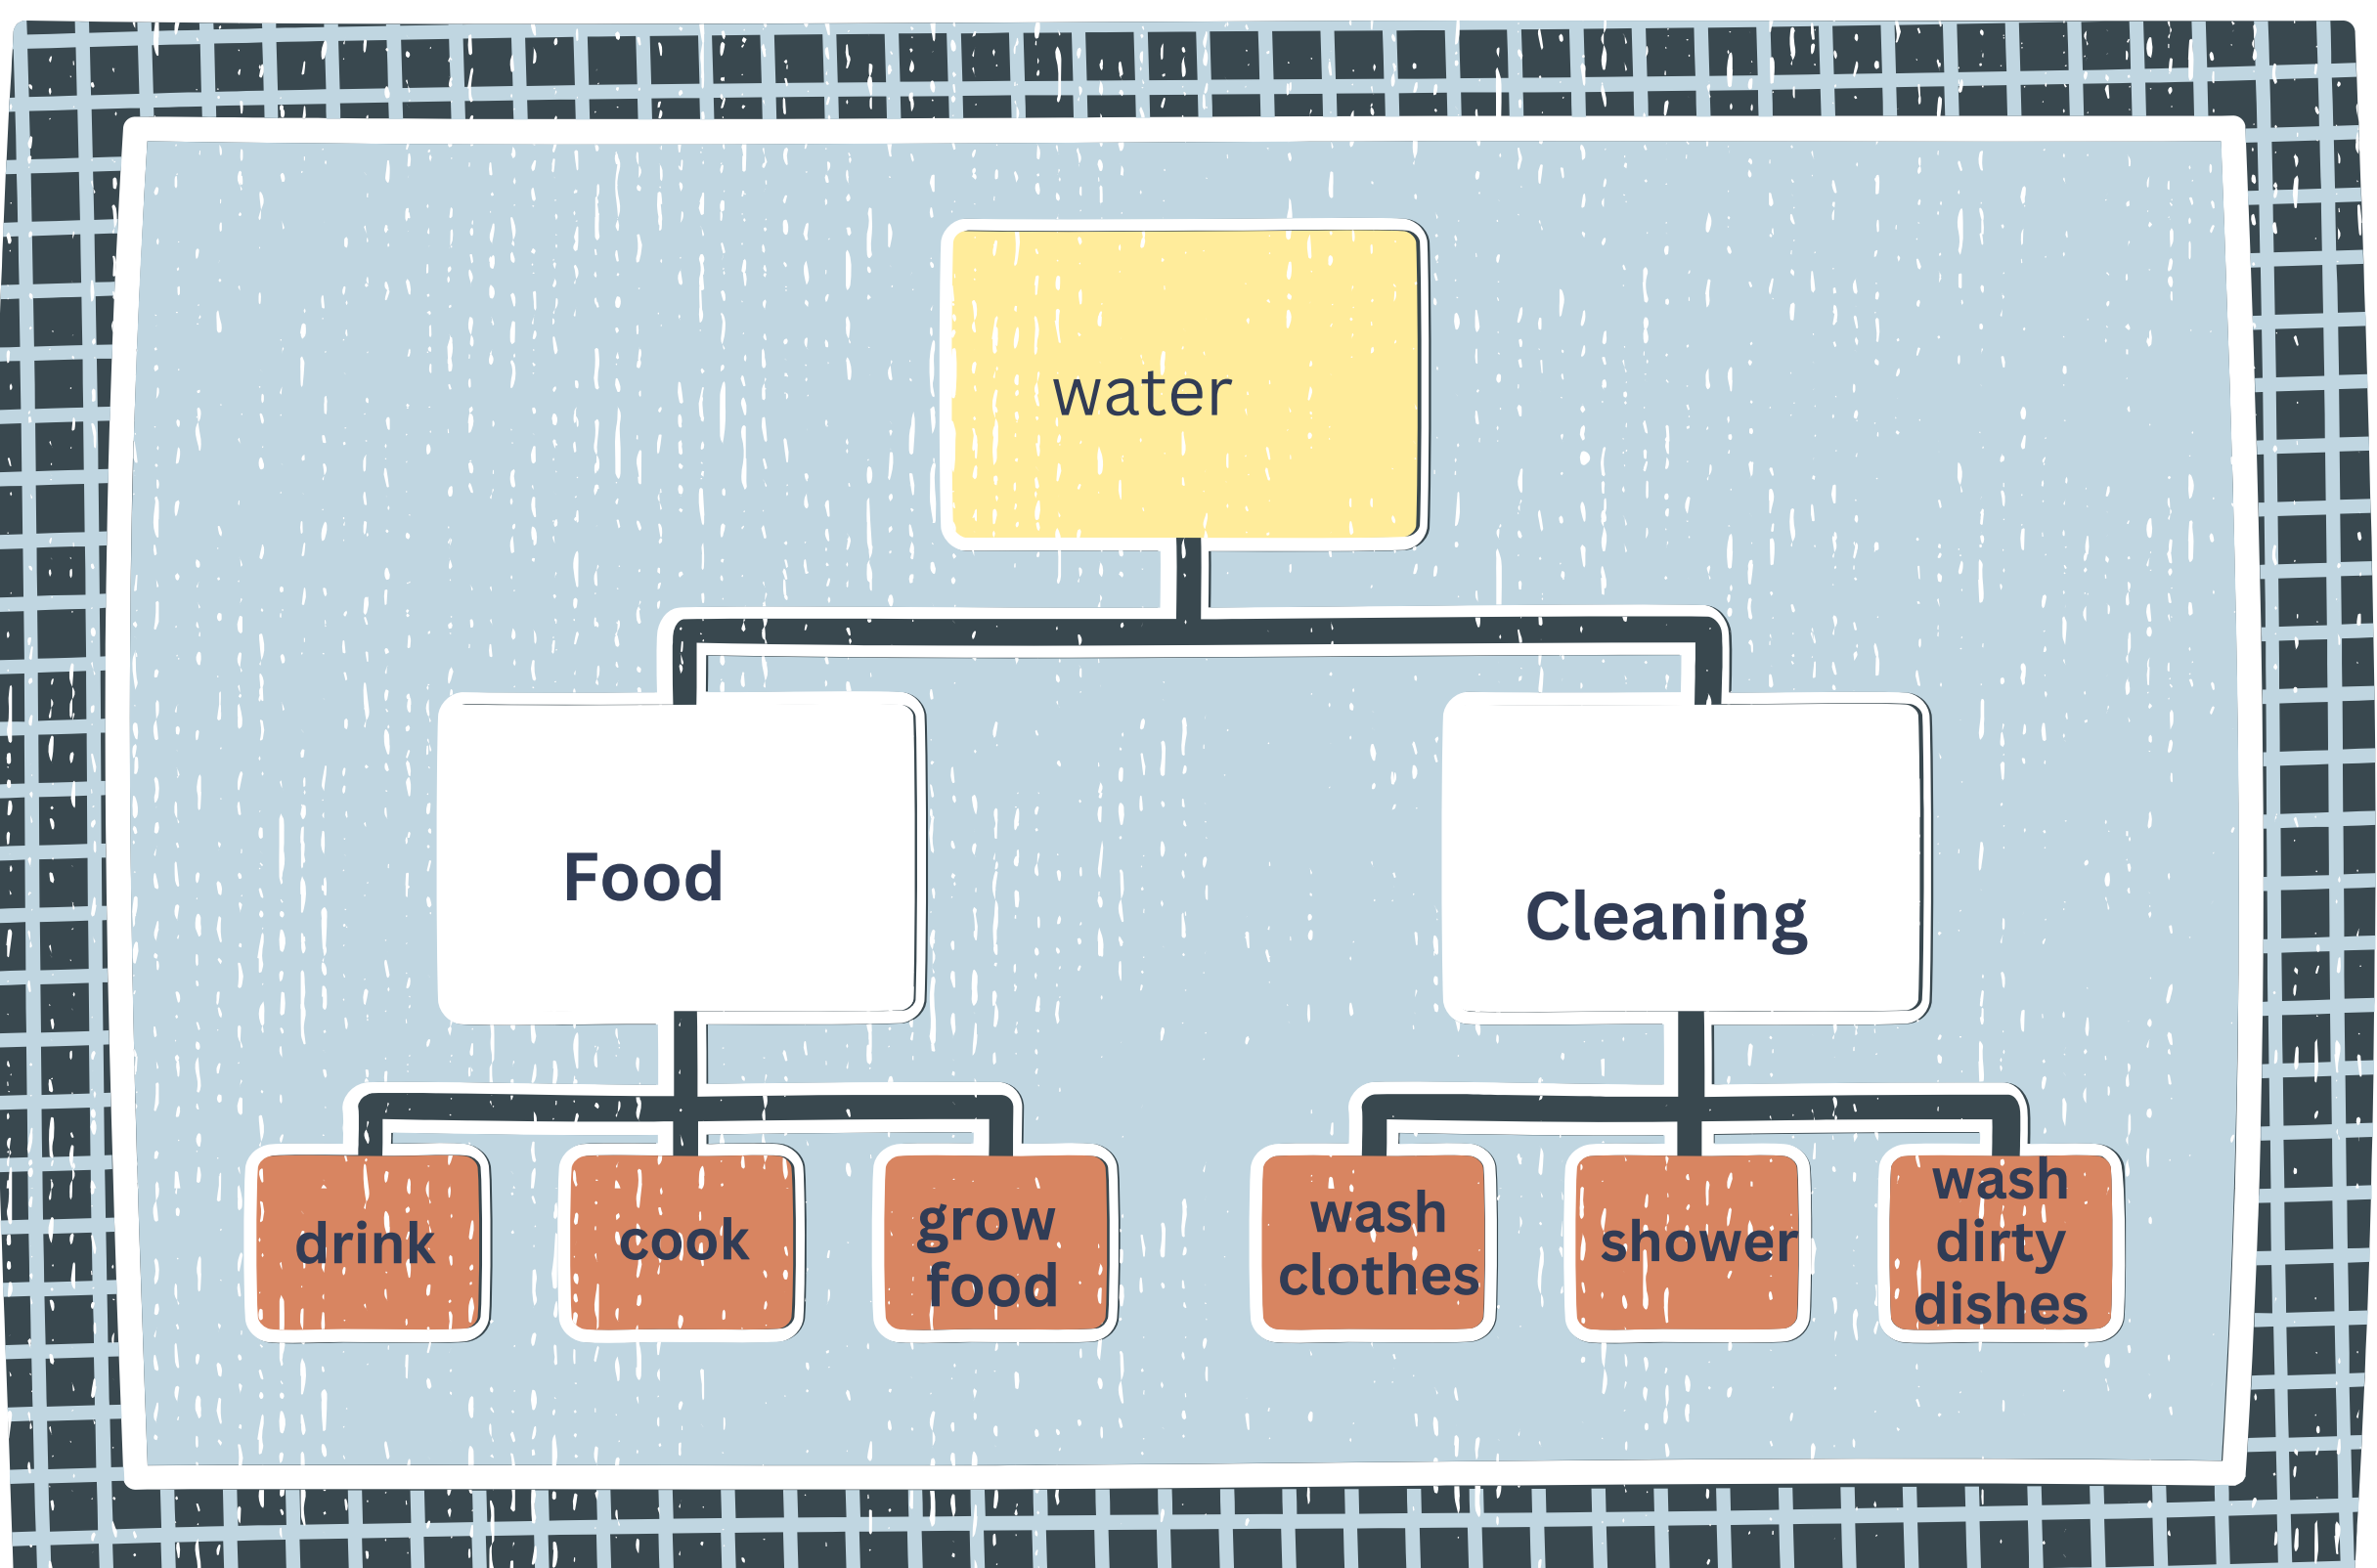 water
Food
Cleaning
drink
cook
grow
food
wash
clothes
shower
wash
dirty
dishes